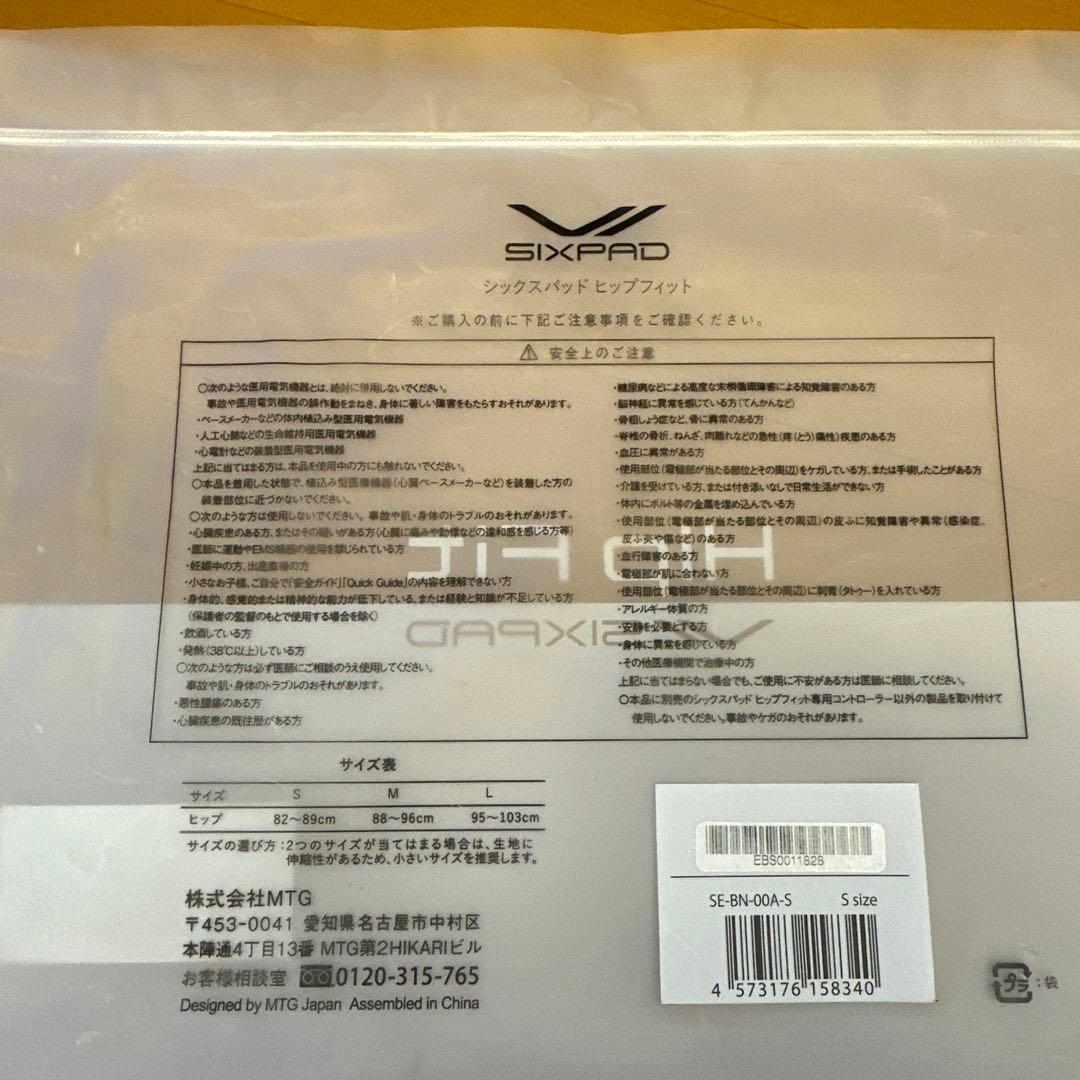 SIXPAD
シックスパッド ヒップフィット
※ご購入の前に下記ご注意事項をご確認ください。
安全上のご注意
○次のような医用電気機器とは、絶対に併用しないでください。
事故や医用電気機器の誤作動をまねき、身体に著しい障害をもたらすおそれがあります。
・ペースメーカーなどの体内植込み型医用電気機器
・人工心肺などの生命維持用医用電気機器
・心電計などの装着型医用電気機器
上記に当てはまる方は、本品を使用中の方にも触れないでください。
○本品を着用した状態で、植込み型医療機器(心臓ペースメーカーなど)を装着した方の
装着部位に近づかないでください。
○次のような方は使用しないでください。事故や肌・身体のトラブルのおそれがあります。
・心臓疾患のある方、またはその疑いがある方(心臓に痛みや動悸などの違和感を感じる方等)
・医師に運動やEMS機器の使用を禁じられている方
・妊娠中の方、出産直後の方
・小さなお子様、ご自分で「安全ガイド」「Quick Guide」の内容を理解できない方
・身体的、感覚的または精神的な能力が低下している、または経験と知識が不足している方
(保護者の監督のもとで使用する場合を除く)
・飲酒している方
・発熱(38℃以上)している方
○次のような方は必ず医師にご相談のうえ使用してください。
事故や肌・身体のトラブルのおそれがあります。
・悪性腫瘍のある方
・心臓疾患の既往歴がある方
・糖尿病などによる高度な末梢循環障害による知覚障害のある方
・脳神経に異常を感じている方(てんかんなど)
・骨粗しょう症など、骨に異常のある方
・脊椎の骨折、ねんざ、肉離れなどの急性(疼(とう)痛性)疾患のある方
・血圧に異常がある方
・使用部位(電極部が当たる部位とその周辺)をケガしている方、または手術したことがある方
・介護を受けている方、または付き添いなしで日常生活ができない方
・体内にボルト等の金属を埋め込んでいる方
・使用部位(電極部が当たる部位とその周辺)の皮ふに知覚障害や異常(感染症、
皮ふ炎や傷など)のある方
・血行障害のある方
・電極部が肌に合わない方
・使用部位(電極部が当たる部位とその周辺)に刺青(タトゥー)を入れている方
・アレルギー体質の方
・安静を必要とする方
・身体に異常を感じている方
・その他医療機関で治療中の方
上記に当てはまらない場合でも、ご使用に不安がある方は医師に相談してください。
○本品に別売のシックスパッド ヒップフィット専用コントローラー以外の製品を取り付けて
使用しないでください。事故やケガのおそれがあります。
Hip Fit
SIXPAD
サイズ表
サイズ S M L
ヒップ 82〜89cm 88〜96cm 95〜103cm
サイズの選び方：2つのサイズが当てはまる場合は、生地に
伸縮性があるため、小さいサイズを推奨します。
株式会社MTG
〒453-0041 愛知県名古屋市中村区
本陣通4丁目13番 MTG第2HIKARIビル
お客様相談室 0120-315-765
Designed by MTG Japan Assembled in China
EBS0011828
SE-BN-00A-S S size
4 573176 158340
プラ：袋